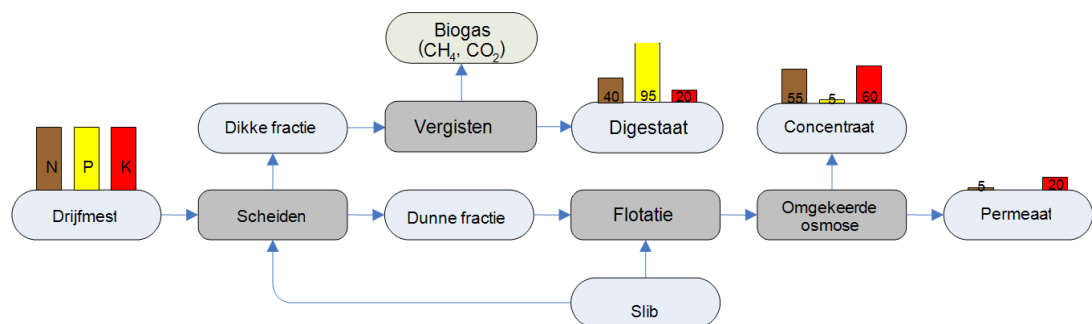 Biogas
(CH₄, CO₂)
40 95 20
55 5 60
Dikke fractie
Vergisten
Digestaat
Concentraat
N P K
5 20
Drijfmest
Scheiden
Dunne fractie
Flotatie
Omgekeerde
osmose
Permeaat
Slib